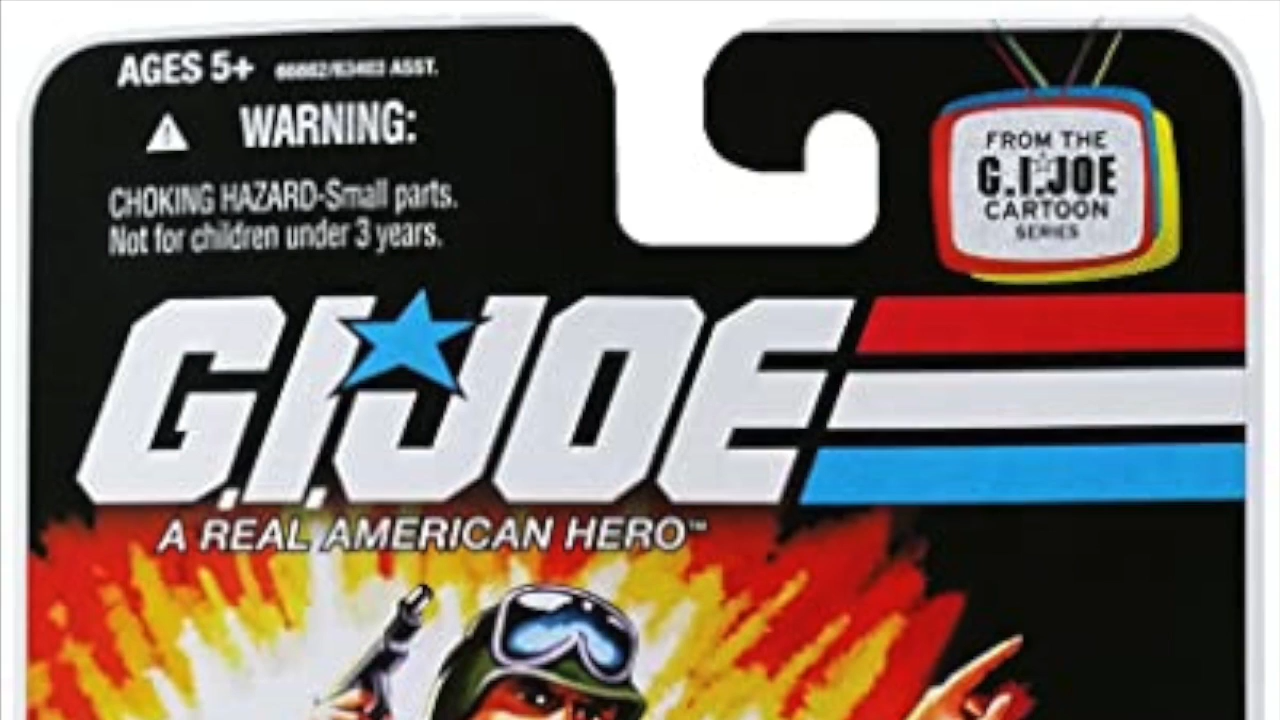 AGES 5+ ASST.
WARNING:
CHOKING HAZARD-Small parts.
Not for children under 3 years.
FROM THE
G.I.JOE
CARTOON
SERIES
G.I.JOE
A REAL AMERICAN HERO™